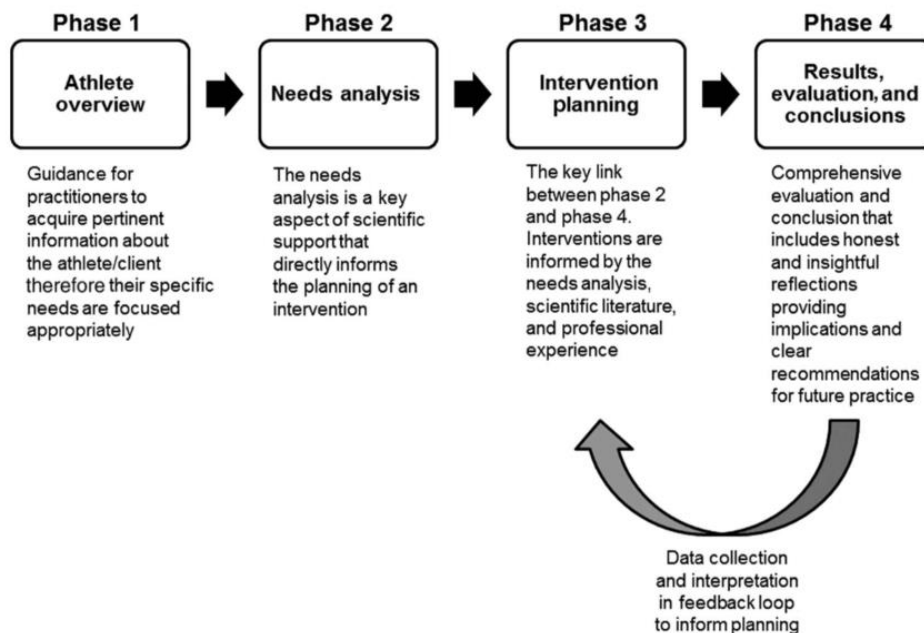 Phase 1
Athlete
overview
Guidance for
practitioners to
acquire pertinent
information about
the athlete/client
therefore their specific
needs are focused
appropriately
Phase 2
Needs analysis
The needs
analysis is a key
aspect of scientific
support that
directly informs
the planning of an
intervention
Phase 3
Intervention
planning
The key link
between phase 2
and phase 4.
Interventions are
informed by the
needs analysis,
scientific literature,
and professional
experience
Phase 4
Results,
evaluation, and
conclusions
Comprehensive
evaluation and
conclusion that
includes honest
and insightful
reflections
providing
implications and
clear
recommendations
for future practice
Data collection
and interpretation
in feedback loop
to inform planning